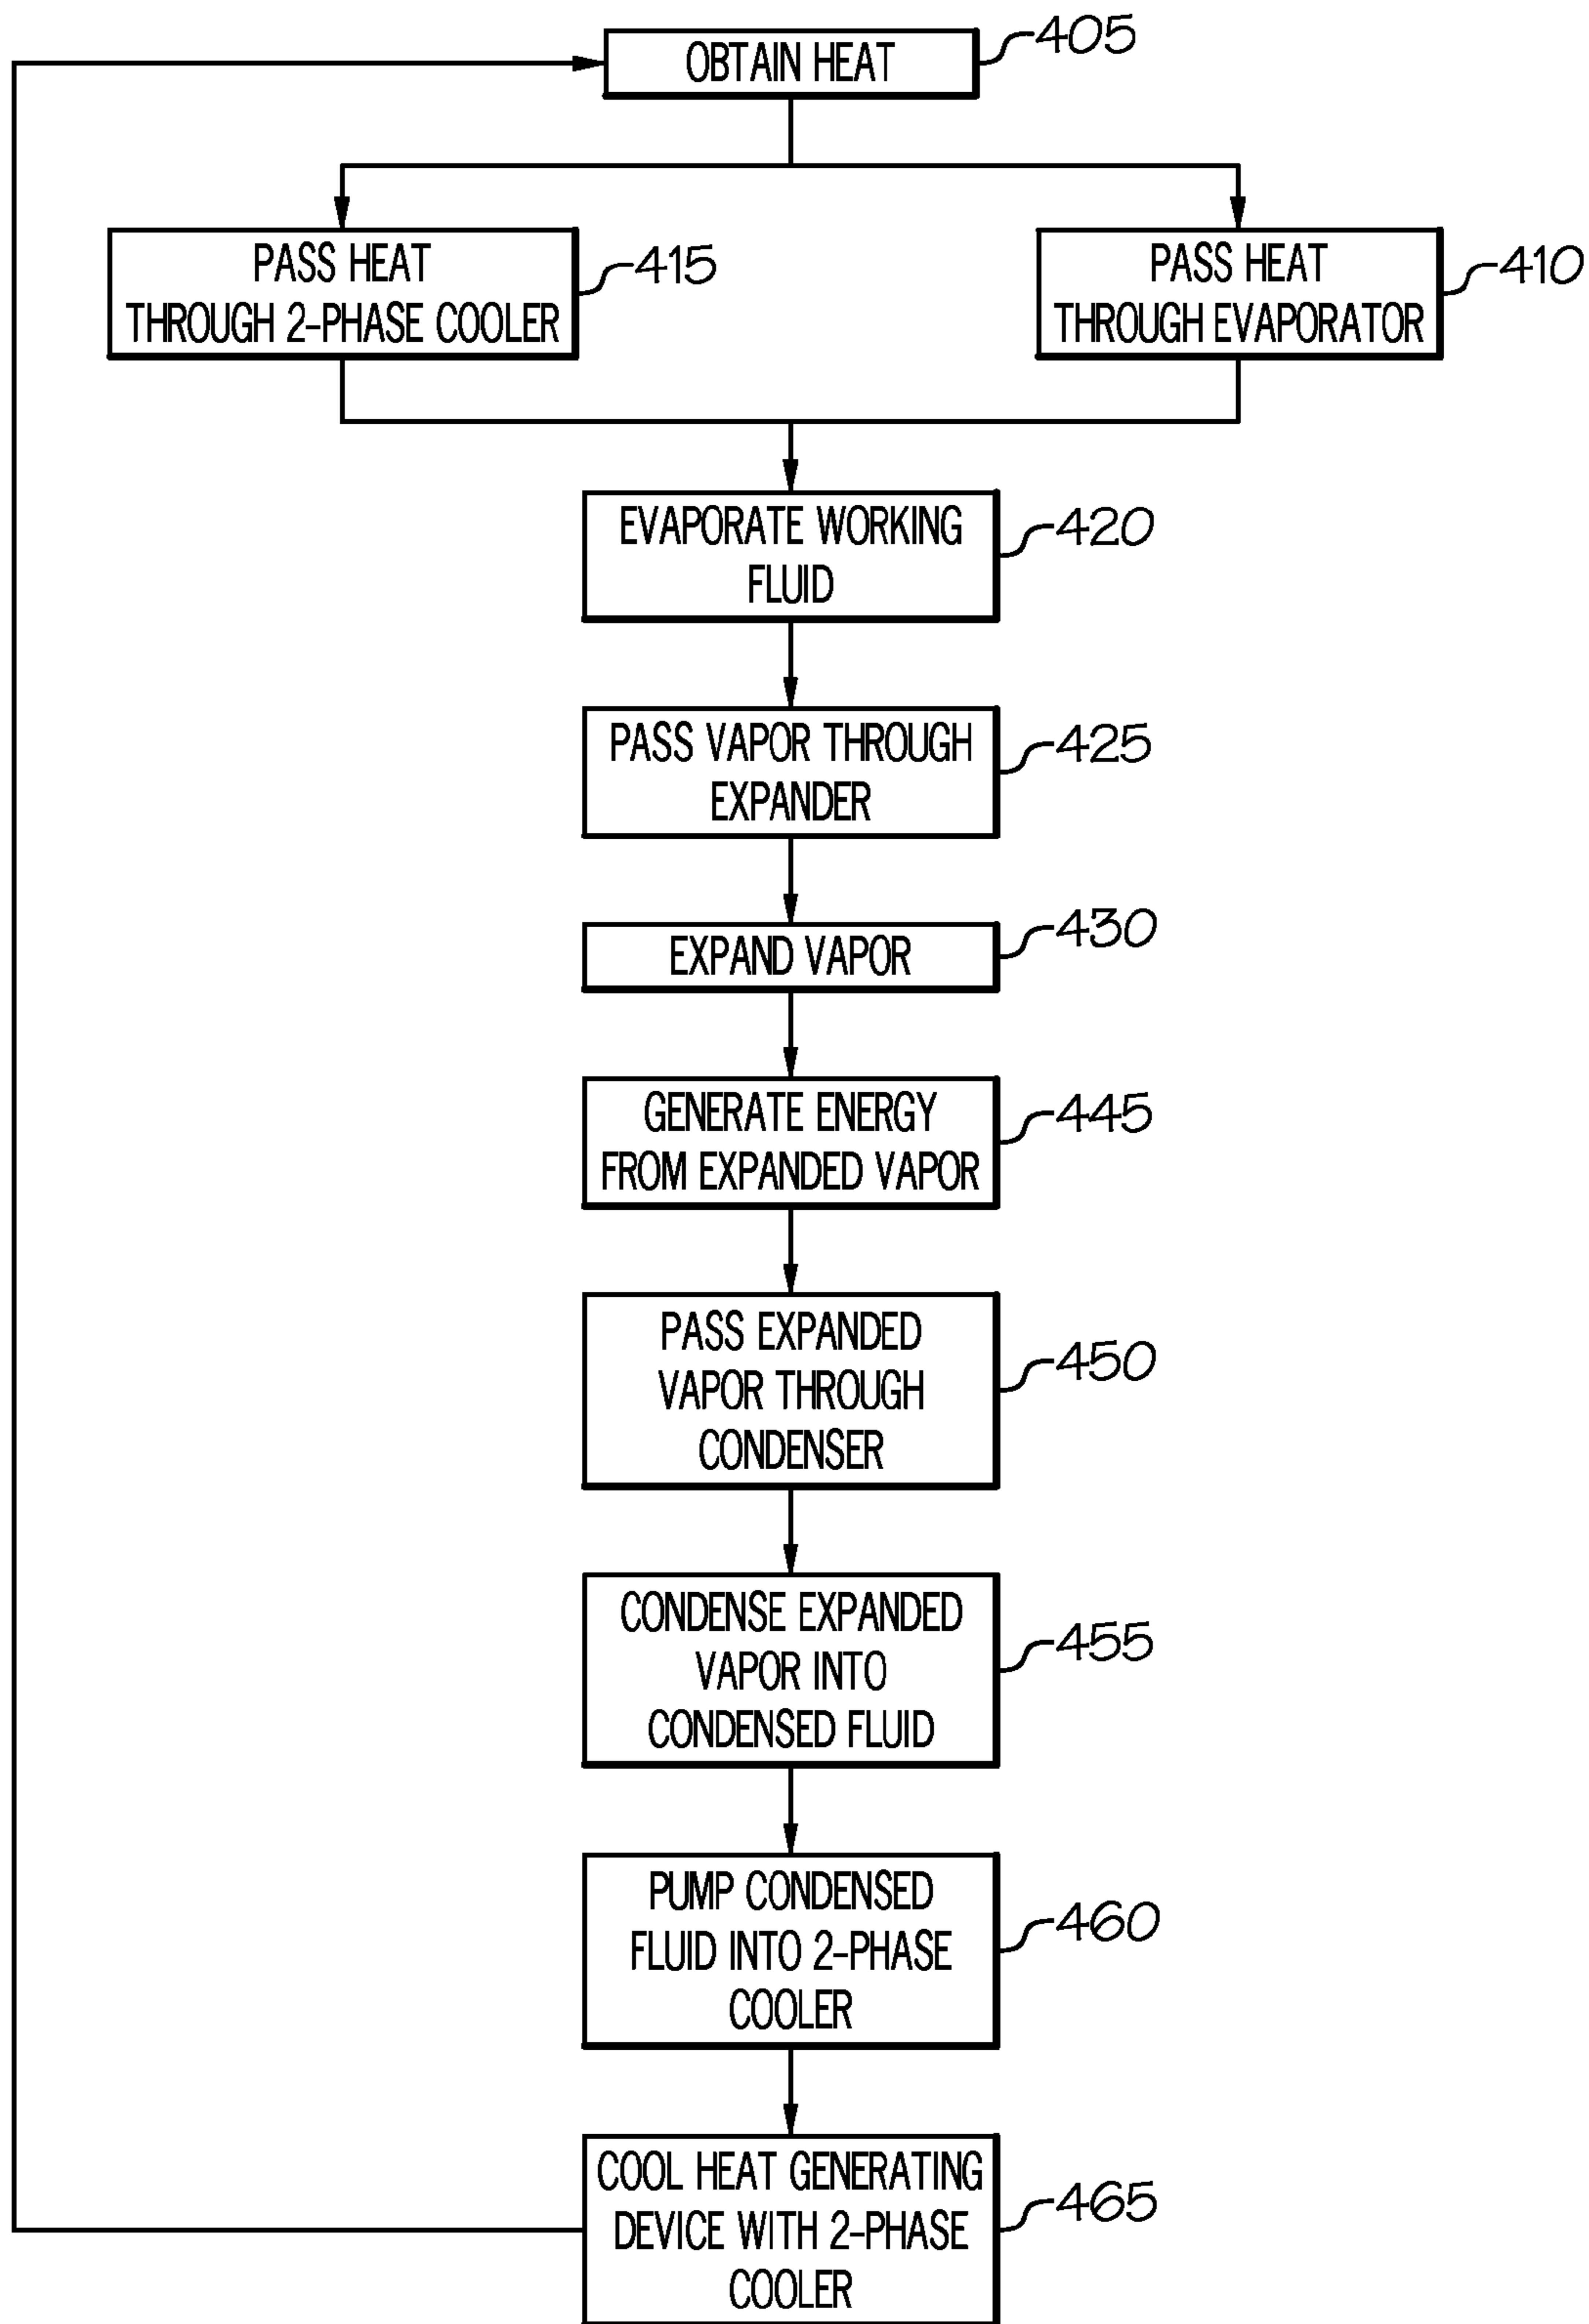 OBTAIN HEAT
405
PASS HEAT
THROUGH 2-PHASE COOLER
415
PASS HEAT
THROUGH EVAPORATOR
410
EVAPORATE WORKING
FLUID
420
PASS VAPOR THROUGH
EXPANDER
425
EXPAND VAPOR
430
GENERATE ENERGY
FROM EXPANDED VAPOR
445
PASS EXPANDED
VAPOR THROUGH
CONDENSER
450
CONDENSE EXPANDED
VAPOR INTO
CONDENSED FLUID
455
PUMP CONDENSED
FLUID INTO 2-PHASE
COOLER
460
COOL HEAT GENERATING
DEVICE WITH 2-PHASE
COOLER
465